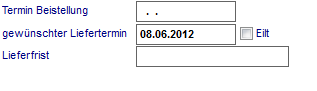 Termin Beistellung . .
gewünschter Liefertermin 08.06.2012 Eilt
Lieferfrist